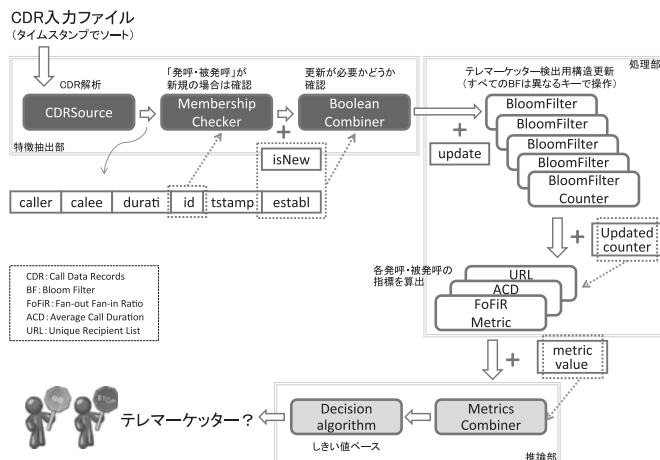 CDR入力ファイル
(タイムスタンプでソート)
CDR解析
CDRSource
「発呼・被発呼」が
新規の場合は確認
Membership
Checker
更新が必要かどうか
確認
Boolean
Combiner
+
isNew
特徴抽出部
caller
calee
durati
id
tstamp
establ
処理部
テレマーケッター検出用構造更新
(すべてのBFは異なるキーで操作)
+
update
BloomFilter
BloomFilter
BloomFilter
BloomFilter
BloomFilter
Counter
+
Updated
counter
各発呼・被発呼の
指標を算出
URL
ACD
FoFiR
Metric
+
metric
value
CDR：Call Data Records
BF：Bloom Filter
FoFiR：Fan-out Fan-in Ratio
ACD：Average Call Duration
URL：Unique Recipient List
GO
STOP
テレマーケッター？
Decision
algorithm
しきい値ベース
Metrics
Combiner
推論部